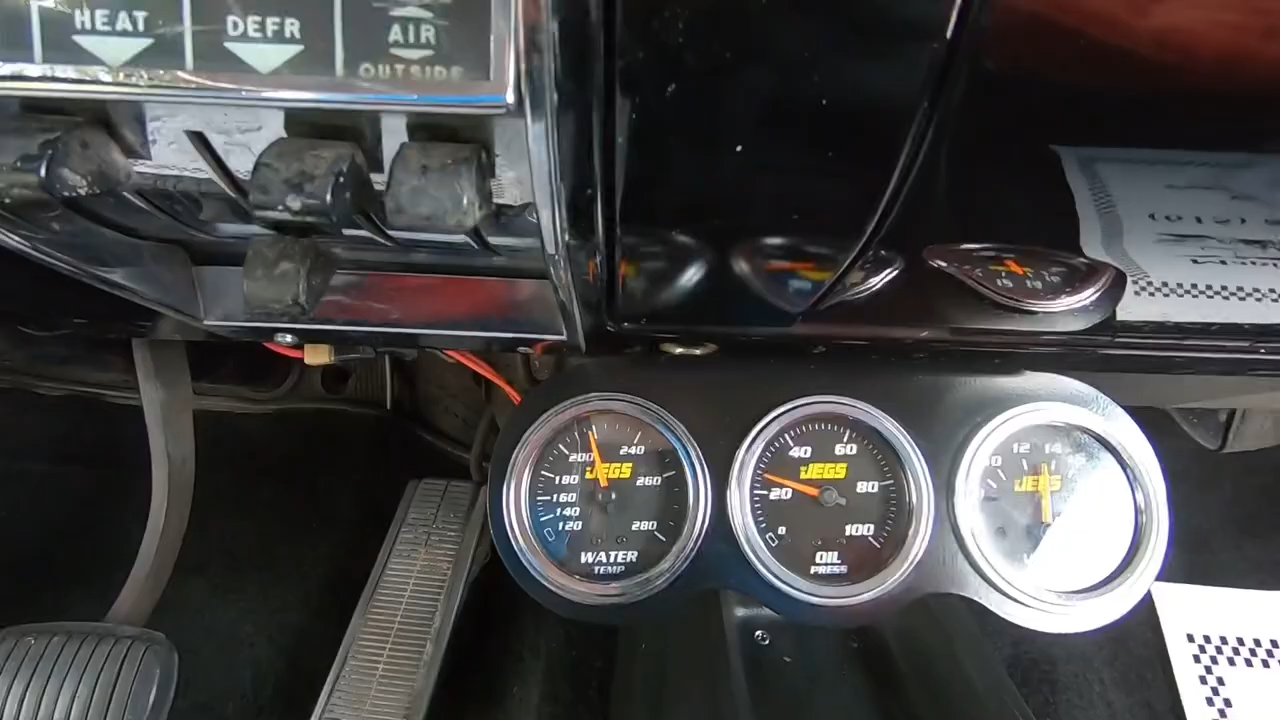 HEAT
DEFR
AIR
OUTSIDE
200
240
180
260
160
140
120
280
JEGS
WATER
TEMP
40
60
JEGS
20
80
0
100
OIL
PRESS
12
14
JEGS